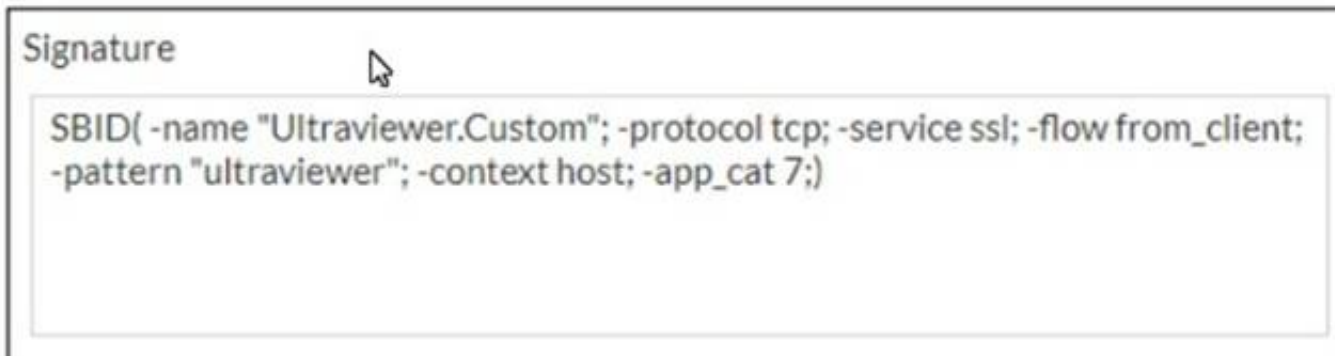 Signature
SBID( -name "Ultraviewer.Custom"; -protocol tcp; -service ssl; -flow from_client;
-pattern "ultraviewer"; -context host; -app_cat 7;)